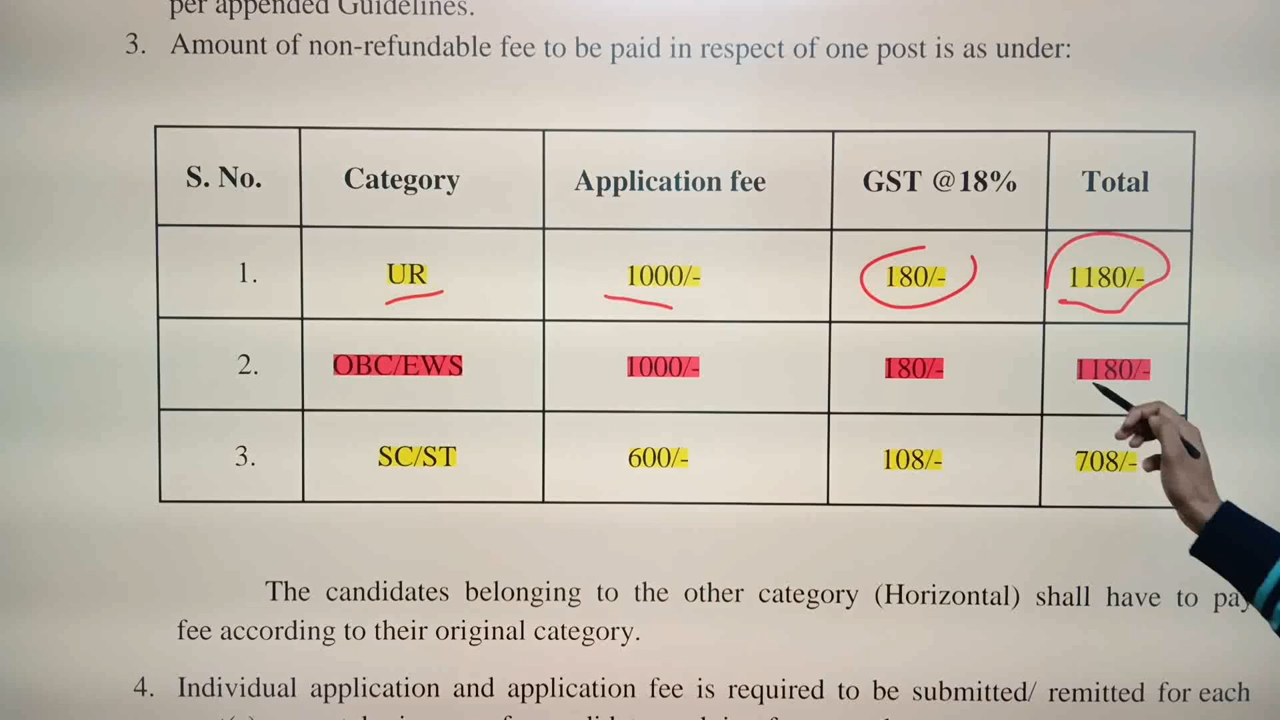 per appended Guidelines.
3. Amount of non-refundable fee to be paid in respect of one post is as under:
S. No. Category Application fee GST @18% Total
1. UR 1000/- 180/- 1180/-
2. OBC/EWS 1000/- 180/- 1180/-
3. SC/ST 600/- 108/- 708/-
The candidates belonging to the other category (Horizontal) shall have to pay
fee according to their original category.
4. Individual application and application fee is required to be submitted/ remitted for each